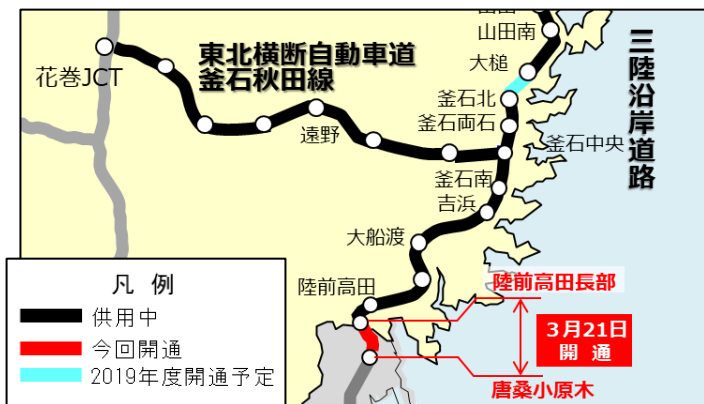 山田南
大槌
釜石北
釜石両石
釜石中央
釜石南
吉浜
大船渡
陸前高田
花巻JCT
東北横断自動車道
釜石秋田線
遠野
三陸沿岸道路
陸前高田長部
3月21日
開通
唐桑小原木
凡例
供用中
今回開通
2019年度開通予定